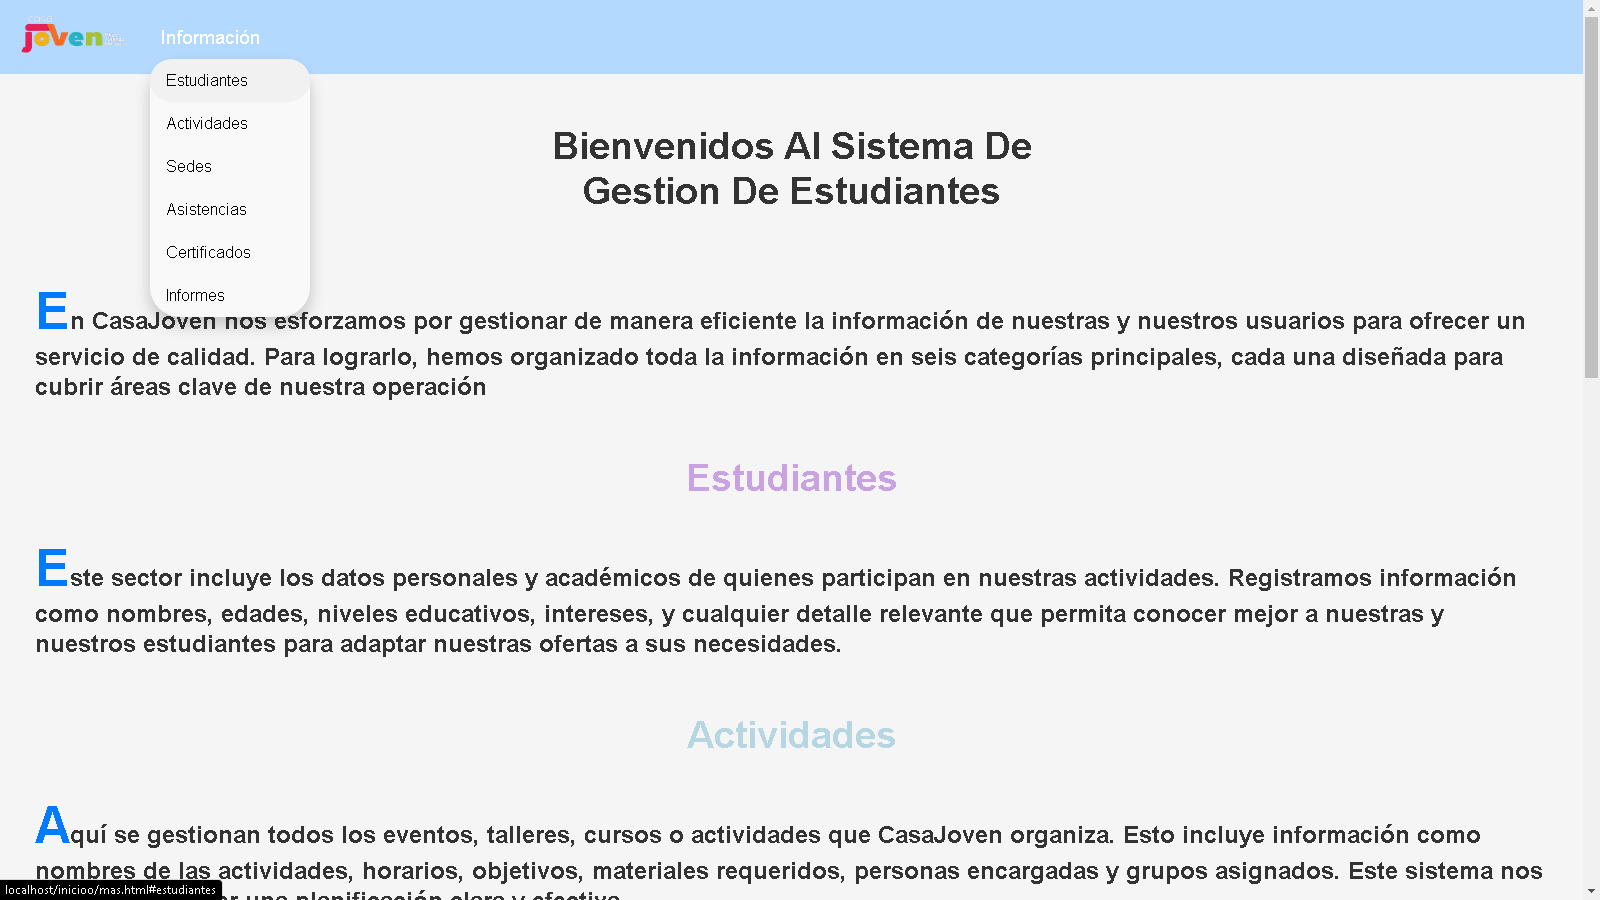 casa
joven
Información
Estudiantes
Actividades
Sedes
Asistencias
Certificados
Informes
Bienvenidos Al Sistema De
Gestion De Estudiantes
En CasaJoven nos esforzamos por gestionar de manera eficiente la información de nuestras y nuestros usuarios para ofrecer un
servicio de calidad. Para lograrlo, hemos organizado toda la información en seis categorías principales, cada una diseñada para
cubrir áreas clave de nuestra operación
Estudiantes
Este sector incluye los datos personales y académicos de quienes participan en nuestras actividades. Registramos información
como nombres, edades, niveles educativos, intereses, y cualquier detalle relevante que permita conocer mejor a nuestras y
nuestros estudiantes para adaptar nuestras ofertas a sus necesidades.
Actividades
Aquí se gestionan todos los eventos, talleres, cursos o actividades que CasaJoven organiza. Esto incluye información como
nombres de las actividades, horarios, objetivos, materiales requeridos, personas encargadas y grupos asignados. Este sistema nos
una planificación clara y efectiva
localhost/inicioo/mas.html#estudiantes